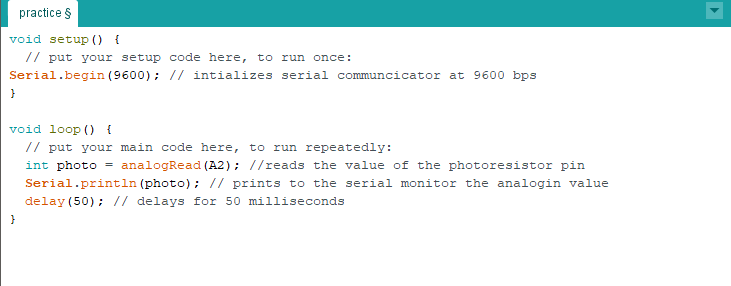 practice §
void setup() {
  // put your setup code here, to run once:
Serial.begin(9600); // intializes serial communcicator at 9600 bps
}

void loop() {
  // put your main code here, to run repeatedly:
  int photo = analogRead(A2); //reads the value of the photoresistor pin
  Serial.println(photo); // prints to the serial monitor the analogin value
  delay(50); // delays for 50 milliseconds
}